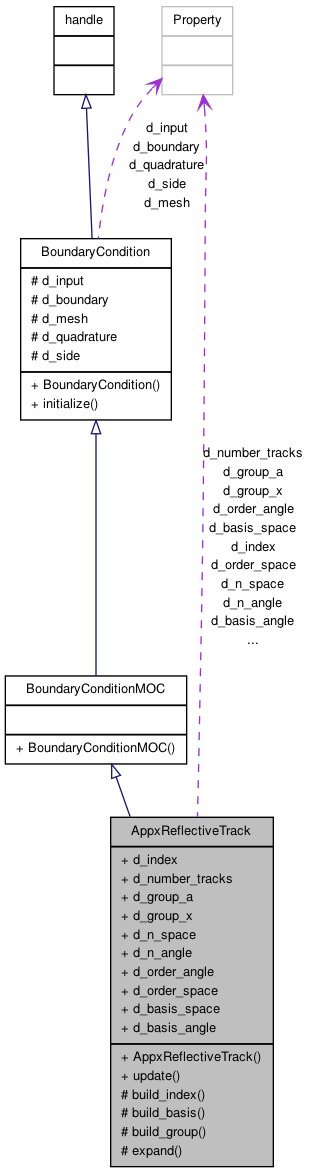 handle
Property
d_input
d_boundary
d_quadrature
d_side
d_mesh
BoundaryCondition
# d_input
# d_boundary
# d_mesh
# d_quadrature
# d_side
+ BoundaryCondition()
+ initialize()
d_number_tracks
d_group_a
d_group_x
d_order_angle
d_basis_space
d_index
d_order_space
d_n_space
d_n_angle
d_basis_angle
...
BoundaryConditionMOC
+ BoundaryConditionMOC()
AppxReflectiveTrack
+ d_index
+ d_number_tracks
+ d_group_a
+ d_group_x
+ d_n_space
+ d_n_angle
+ d_order_angle
+ d_order_space
+ d_basis_space
+ d_basis_angle
+ AppxReflectiveTrack()
+ update()
# build_index()
# build_basis()
# build_group()
# expand()